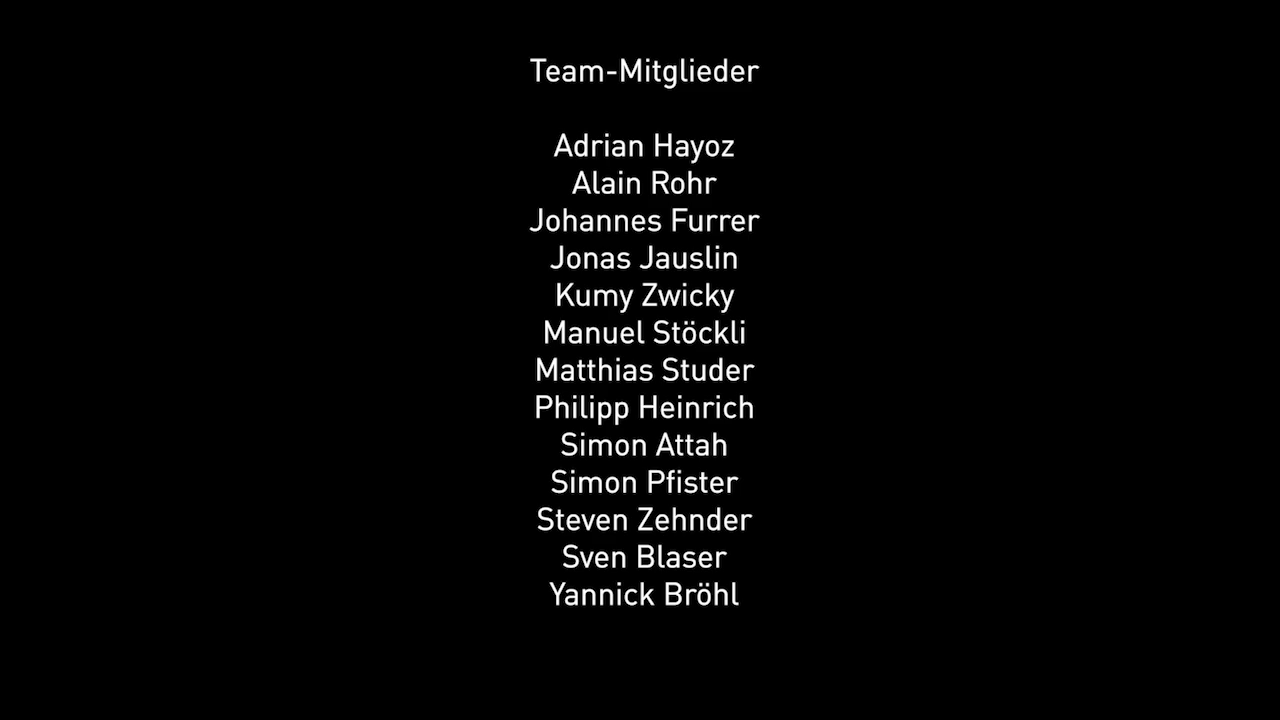 Team-Mitglieder
Adrian Hayoz
Alain Rohr
Johannes Furrer
Jonas Jauslin
Kumy Zwicky
Manuel Stöckli
Matthias Studer
Philipp Heinrich
Simon Attah
Simon Pfister
Steven Zehnder
Sven Blaser
Yannick Bröhl